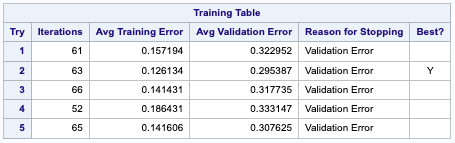 Training Table
Try Iterations Avg Training Error Avg Validation Error Reason for Stopping Best?
1 61 0.157194 0.322952 Validation Error
2 63 0.126134 0.295387 Validation Error Y
3 66 0.141431 0.317735 Validation Error
4 52 0.186431 0.333147 Validation Error
5 65 0.141606 0.307625 Validation Error